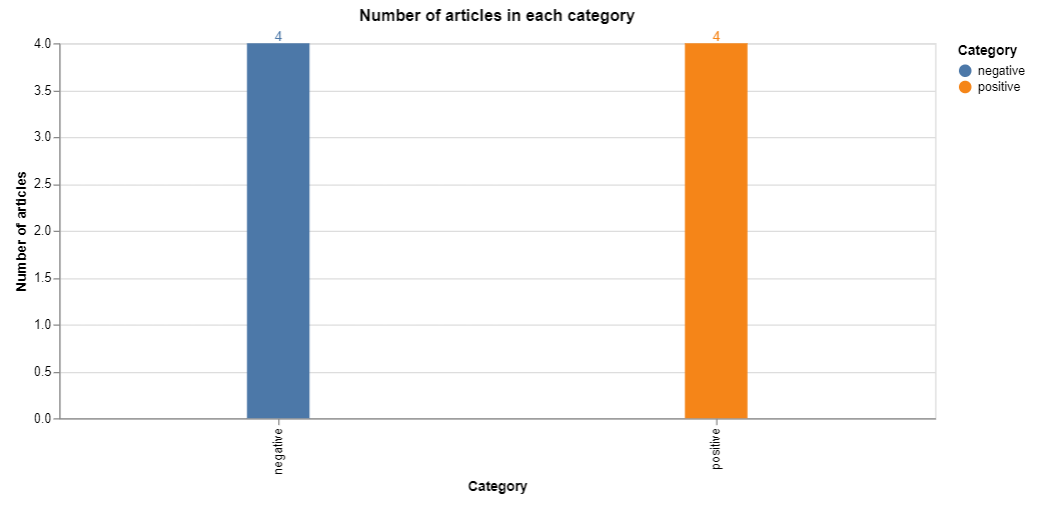 Number of articles in each category
4
4
Category
negative
positive
4.0
3.5
3.0
2.5
2.0
1.5
1.0
0.5
0.0
Number of articles
negative
positive
Category